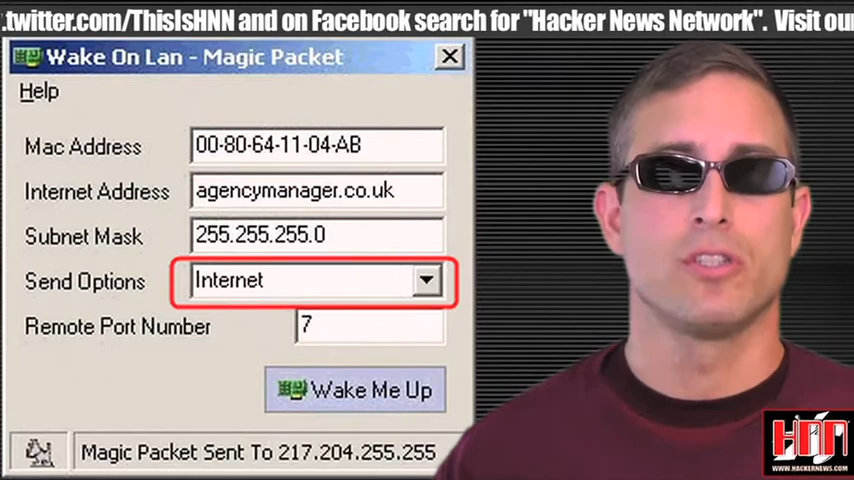 .twitter.com/ThisIsHNN and on Facebook search for "Hacker News Network".  Visit our
Wake On Lan - Magic Packet
Help
Mac Address 00-80-64-11-04-AB
Internet Address agencymanager.co.uk
Subnet Mask 255.255.255.0
Send Options Internet
Remote Port Number 7
Wake Me Up
Magic Packet Sent To 217.204.255.255
HNN
WWW.HACKERNEWS.COM